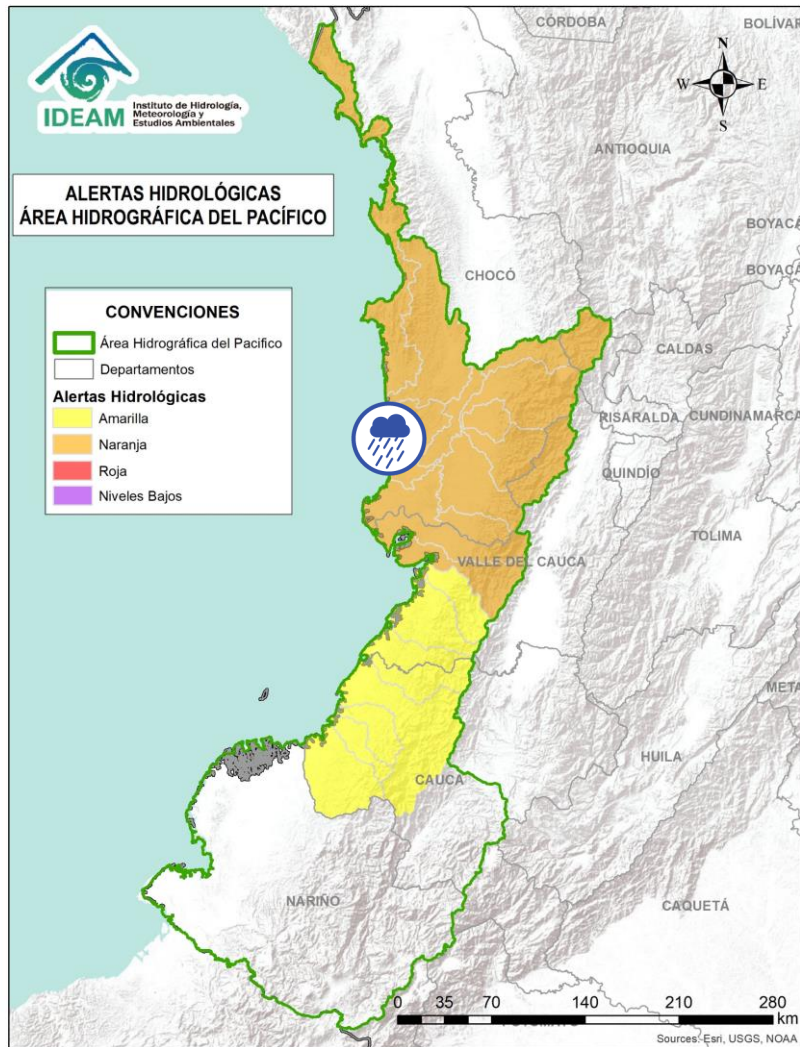 CÓRDOBA
BOLÍVAR
IDEAM
Instituto de Hidrología,
Meteorología y
Estudios Ambientales
N
W E
S
ANTIOQUIA
ALERTAS HIDROLÓGICAS
ÁREA HIDROGRÁFICA DEL PACÍFICO
BOYACÁ
BOYACÁ
CHOCÓ
CONVENCIONES
Área Hidrográfica del Pacifico
Departamentos
Alertas Hidrológicas
Amarilla
Naranja
Roja
Niveles Bajos
CALDAS
RISARALDA
CUNDINAMARCA
QUINDÍO
TOLIMA
VALLE DEL CAUCA
META
HUILA
CAUCA
NARIÑO
CAQUETÁ
0 35 70 140 210 280
km
Sources: Esri, USGS, NOAA